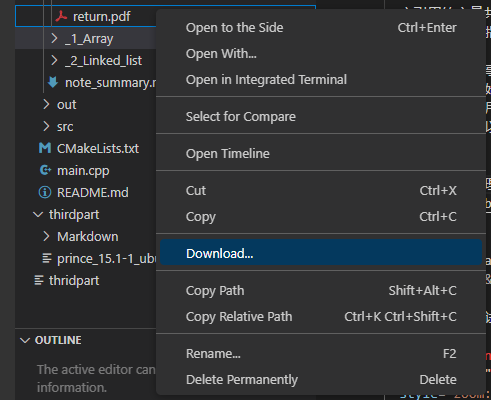 return.pdf
_1_Array
_2_Linked_list
note_summary.
out
src
CMakeLists.txt
main.cpp
README.md
thirdpart
Markdown
prince_15.1-1_ubu
thirdpart
OUTLINE
The active editor can
information.
Open to the Side Ctrl+Enter
Open With...
Open in Integrated Terminal
Select for Compare
Open Timeline
Cut Ctrl+X
Copy Ctrl+C
Download...
Copy Path Shift+Alt+C
Copy Relative Path Ctrl+K Ctrl+Shift+C
Rename... F2
Delete Permanently Delete
style="zoom: